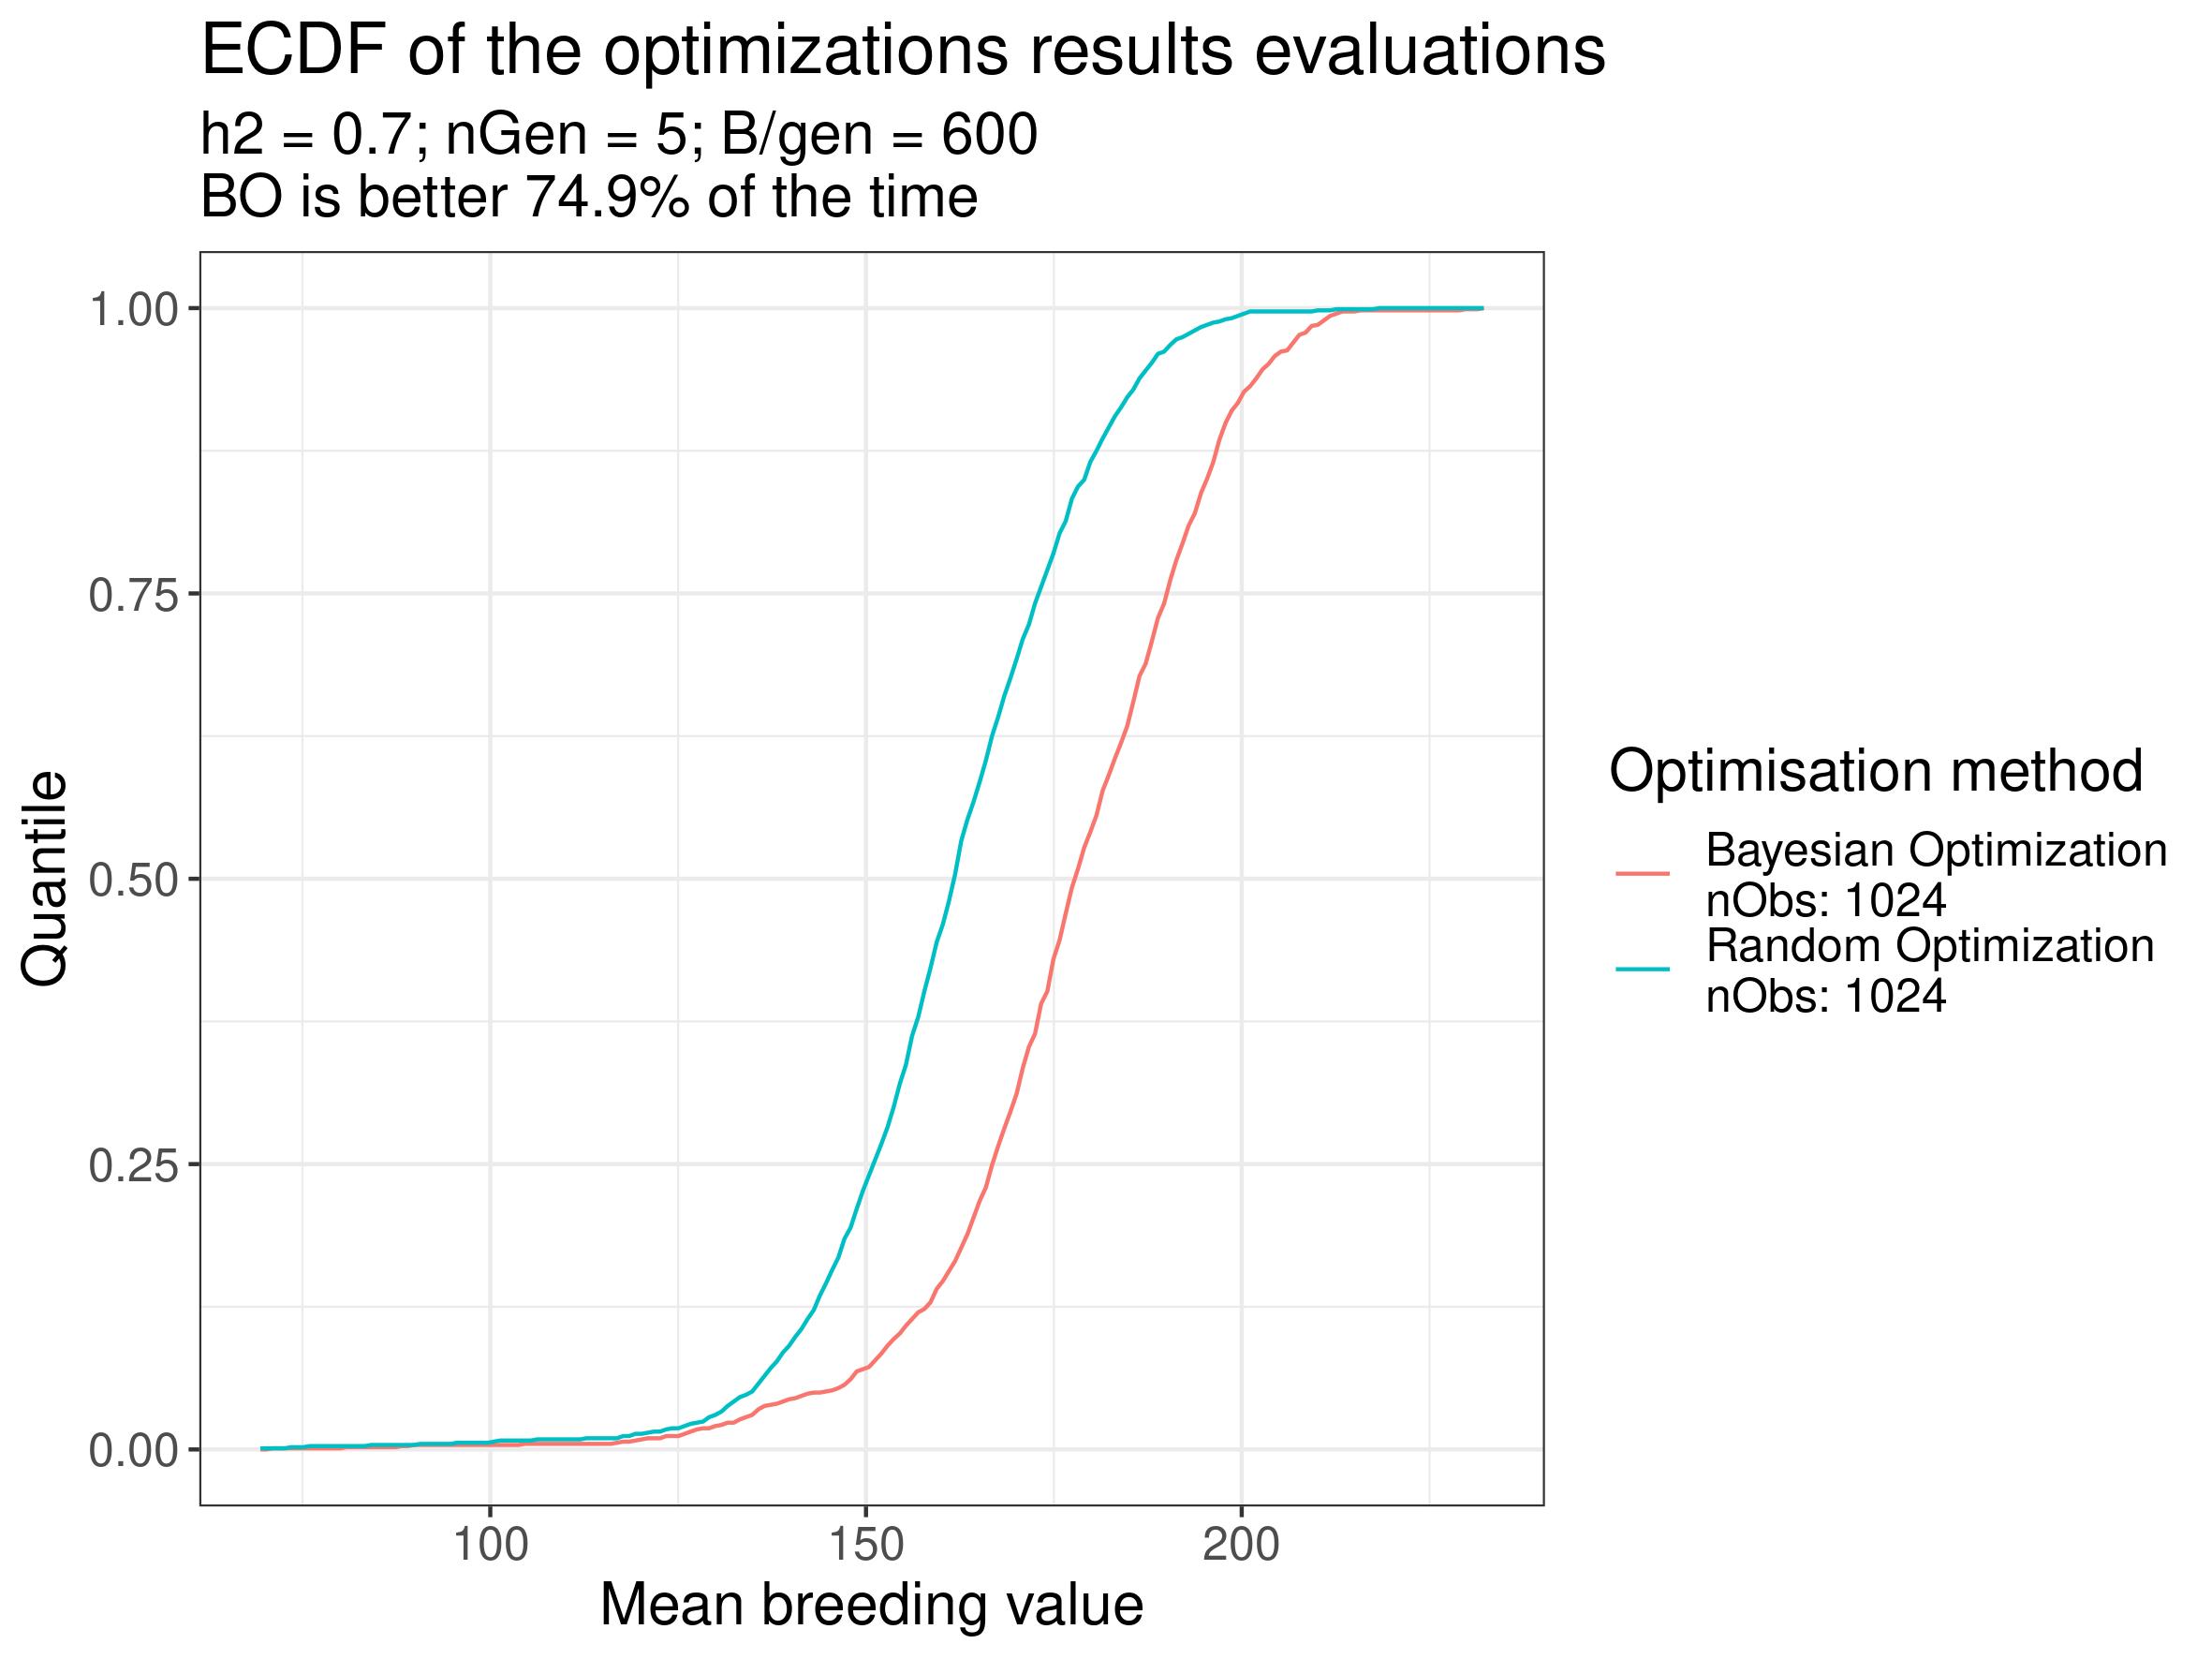 ECDF of the optimizations results evaluations
h2 = 0.7; nGen = 5; B/gen = 600
BO is better 74.9% of the time
1.00
0.75
0.50
0.25
0.00
Quantile
100
150
200
Mean breeding value
Optimisation method
Bayesian Optimization
nObs: 1024
Random Optimization
nObs: 1024